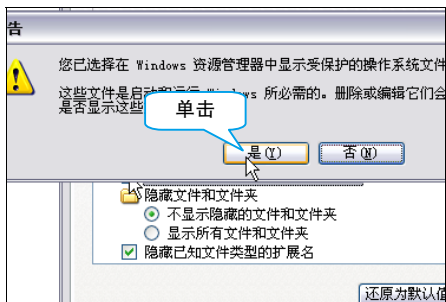 告
您已选择在 Windows 资源管理器中显示受保护的操作系统文件
这些文件是启动和运行 Windows 所必需的。删除或编辑它们会
是否显示这些
单击
是(Y) 否(N)
隐藏文件和文件夹
不显示隐藏的文件和文件夹
显示所有文件和文件夹
隐藏已知文件类型的扩展名
还原为默认值